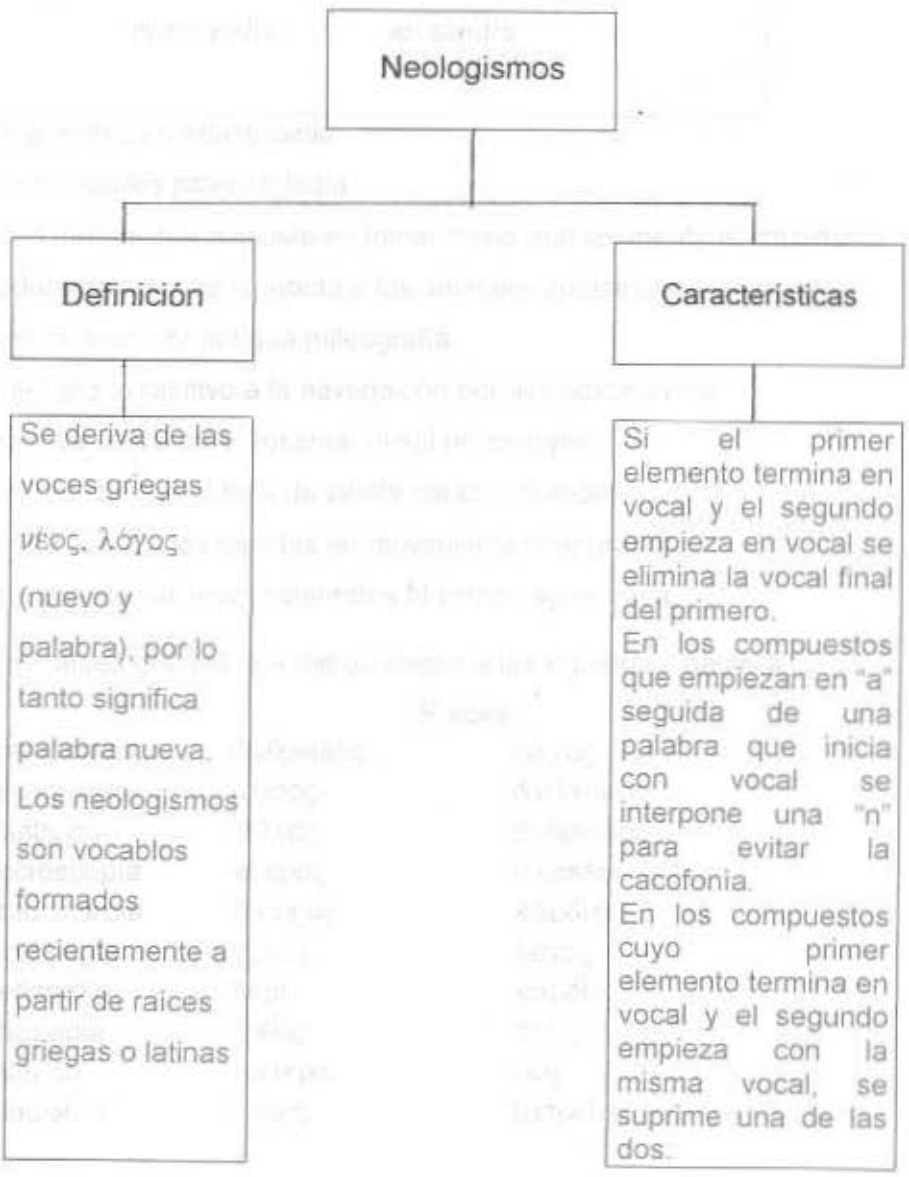 Neologismos
Definición
Características
Se deriva de las
voces griegas
νέος, λόγος
(nuevo y
palabra), por lo
tanto significa
palabra nueva.
Los neologismos
son vocablos
formados
recientemente a
partir de raíces
griegas o latinas
Si el primer
elemento termina en
vocal y el segundo
empieza en vocal se
elimina la vocal final
del primero.
En los compuestos
que empiezan en "a"
seguida de una
palabra que inicia
con vocal se
interpone una "n"
para evitar la
cacofonía.
En los compuestos
cuyo primer
elemento termina en
vocal y el segundo
empieza con la
misma vocal, se
suprime una de las
dos.